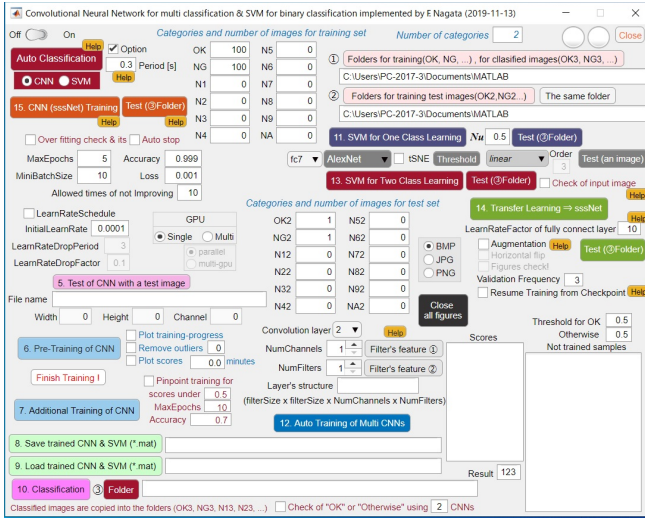 Convolutional Neural Network for multi classification & SVM for binary classification implemented by E Nagata (2019-11-13)
Off On
Categories and number of images for training set
Number of categories 2
Close
Help
Auto Classification
Option
0.3 Period [s]
CNN SVM
Help
OK 100 N5 0
NG 100 N6 0
N1 0 N7 0
N2 0 N8 0
N3 0 N9 0
N4 0 NA 0
① Folders for training(OK, NG, ...) , for cllasified images(OK3, NG3, ...)
C:\Users\PC-2017-3\Documents\MATLAB
② Folders for training test images(OK2,NG2...) The same folder
C:\Users\PC-2017-3\Documents\MATLAB
15. CNN (sssNet) Training Test (③Folder)
Help Help
11. SVM for One Class Learning Nu 0.5 Test (③Folder)
Over fitting check & its Auto stop
MaxEpochs 5 Accuracy 0.999
MiniBatchSize 10 Loss 0.001
Allowed times of not Improving 10
fc7 AlexNet tSNE Threshold linear Order 3 Test (an image)
13. SVM for Two Class Learning Test (③Folder) Check of input image
Help
LearnRateSchedule
InitialLearnRate 0.0001
LearnRateDropPeriod 3
LearnRateDropFactor 0.1
GPU
Single Multi
parallel
multi-gpu
Categories and number of images for test set
OK2 1 N52 0
NG2 1 N62 0
N12 0 N72 0
N22 0 N82 0
N32 0 N92 0
N42 0 NA2 0
BMP
JPG
PNG
Close
all figures
14. Transfer Learning ⇒ sssNet
Help
LearnRateFactor of fully connect layer 10
Augmentation Help Test (③Folder)
Horizontal flip
Figures checkl
Validation Frequency 3
Resume Training from Checkpoint Help
5. Test of CNN with a test image
File name
Width 0 Height 0 Channel 0
6. Pre-Training of CNN
Plot training-progress
Remove outliers 0
Plot scores 0.0 minutes
Finish Training !
Pinpoint training for
scores under 0.5
MaxEpochs 10
Accuracy 0.7
7. Additional Training of CNN
Convolution layer 2 Help
NumChannels 1 Filter's feature ①
NumFilters 1 Filter's feature ②
Layer's structure
(filterSize x filterSize x NumChannels x NumFilters)
12. Auto Training of Multi CNNs
Scores
Threshold for OK 0.5
Otherwise 0.5
Not trained samples
8. Save trained CNN & SVM (*.mat)
9. Load trained CNN & SVM (*.mat)
Result 123
10. Classification ③ Folder
Classified images are copied into the folders (OK3, NG3, N13, N23, ...) Check of "OK" or "Otherwise" using 2 CNNs